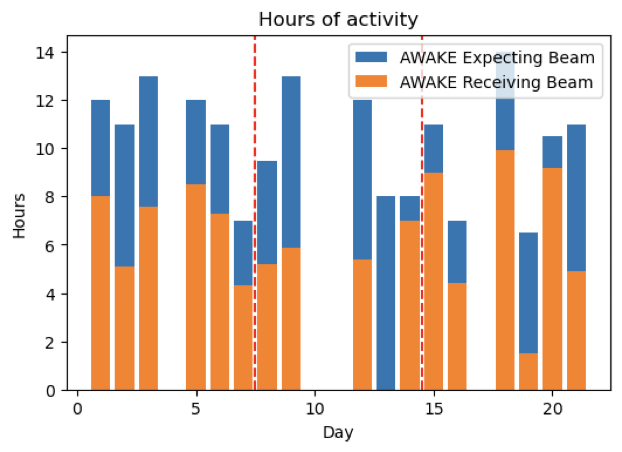 Hours of activity
AWAKE Expecting Beam
AWAKE Receiving Beam
14
12
10
8
6
4
2
0
Hours
0 5 10 15 20
Day